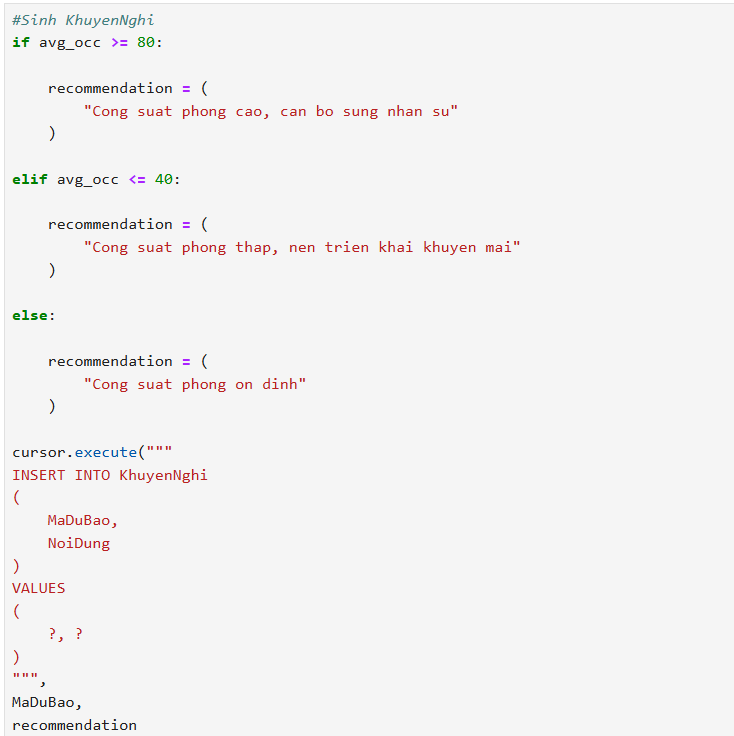 #Sinh KhuyenNghi
if avg_occ >= 80:
    recommendation = (
        "Cong suat phong cao, can bo sung nhan su"
    )
elif avg_occ <= 40:
    recommendation = (
        "Cong suat phong thap, nen trien khai khuyen mai"
    )
else:
    recommendation = (
        "Cong suat phong on dinh"
    )
cursor.execute("""
INSERT INTO KhuyenNghi
(
    MaDuBao,
    NoiDung
)
VALUES
(
    ?, ?
)
""",
MaDuBao,
recommendation